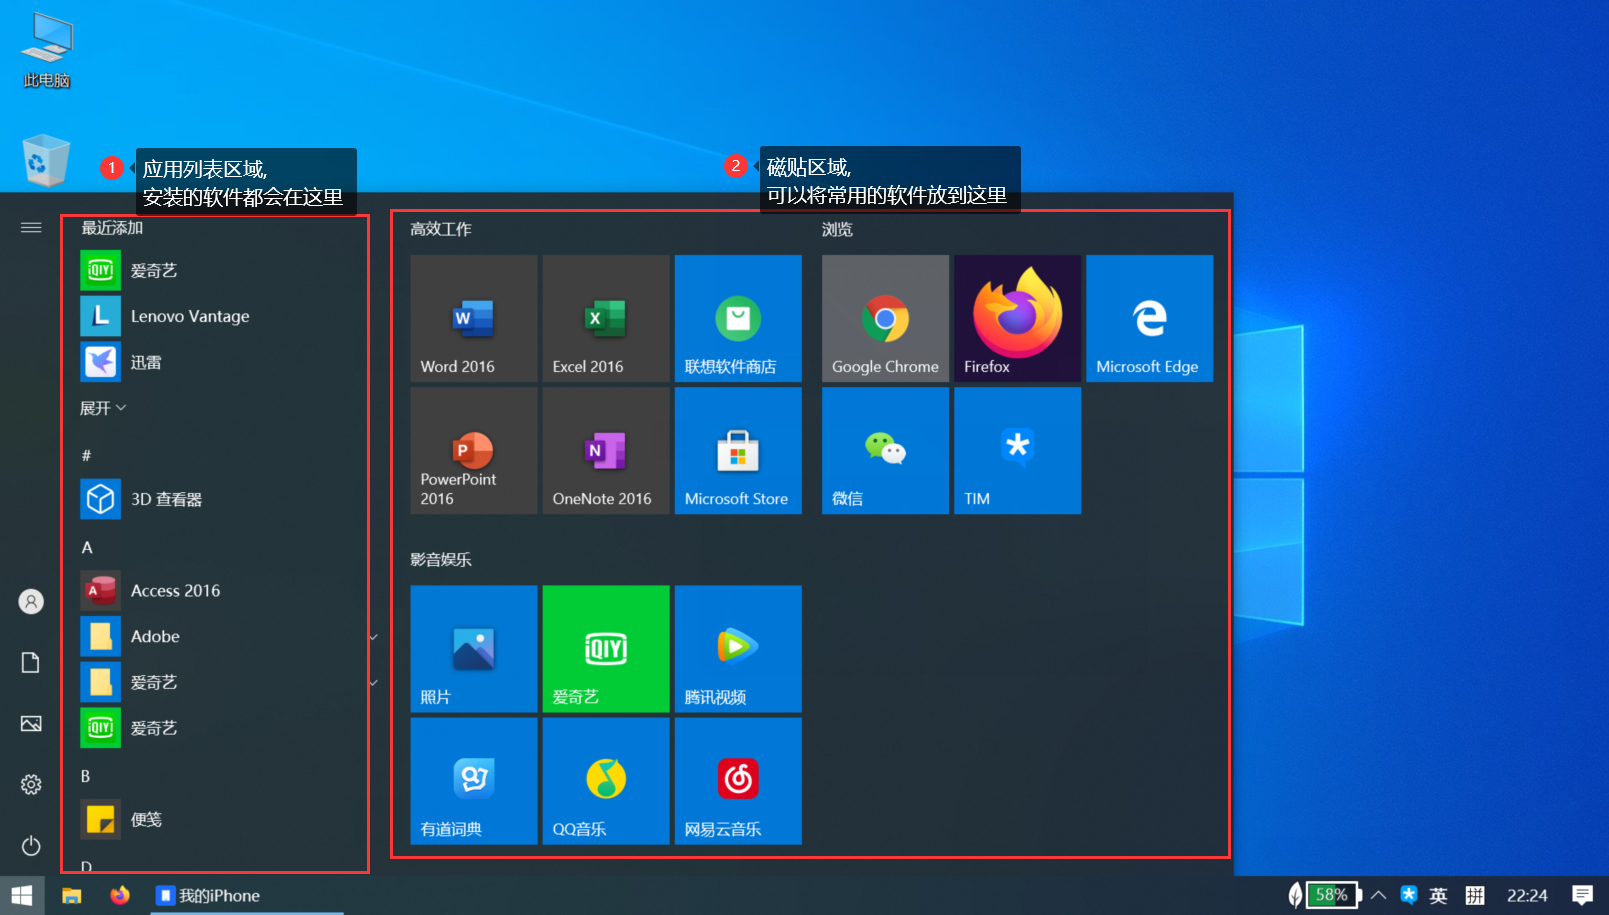 此电脑
1
应用列表区域,
安装的软件都会在这里
2
磁贴区域,
可以将常用的软件放到这里
最近添加
iQIYI
爱奇艺
L
Lenovo Vantage
迅雷
展开
#
3D 查看器
A
A
Access 2016
Adobe
爱奇艺
iQIYI
爱奇艺
B
便笺
D
高效工作
W
Word 2016
X
Excel 2016
联想软件商店
P
PowerPoint
2016
N
OneNote 2016
Microsoft Store
浏览
Google Chrome
Firefox
Microsoft Edge
微信
TIM
影音娱乐
照片
iQIYI
爱奇艺
腾讯视频
有道词典
QQ音乐
网易云音乐
我的iPhone
58%
英
拼
22:24